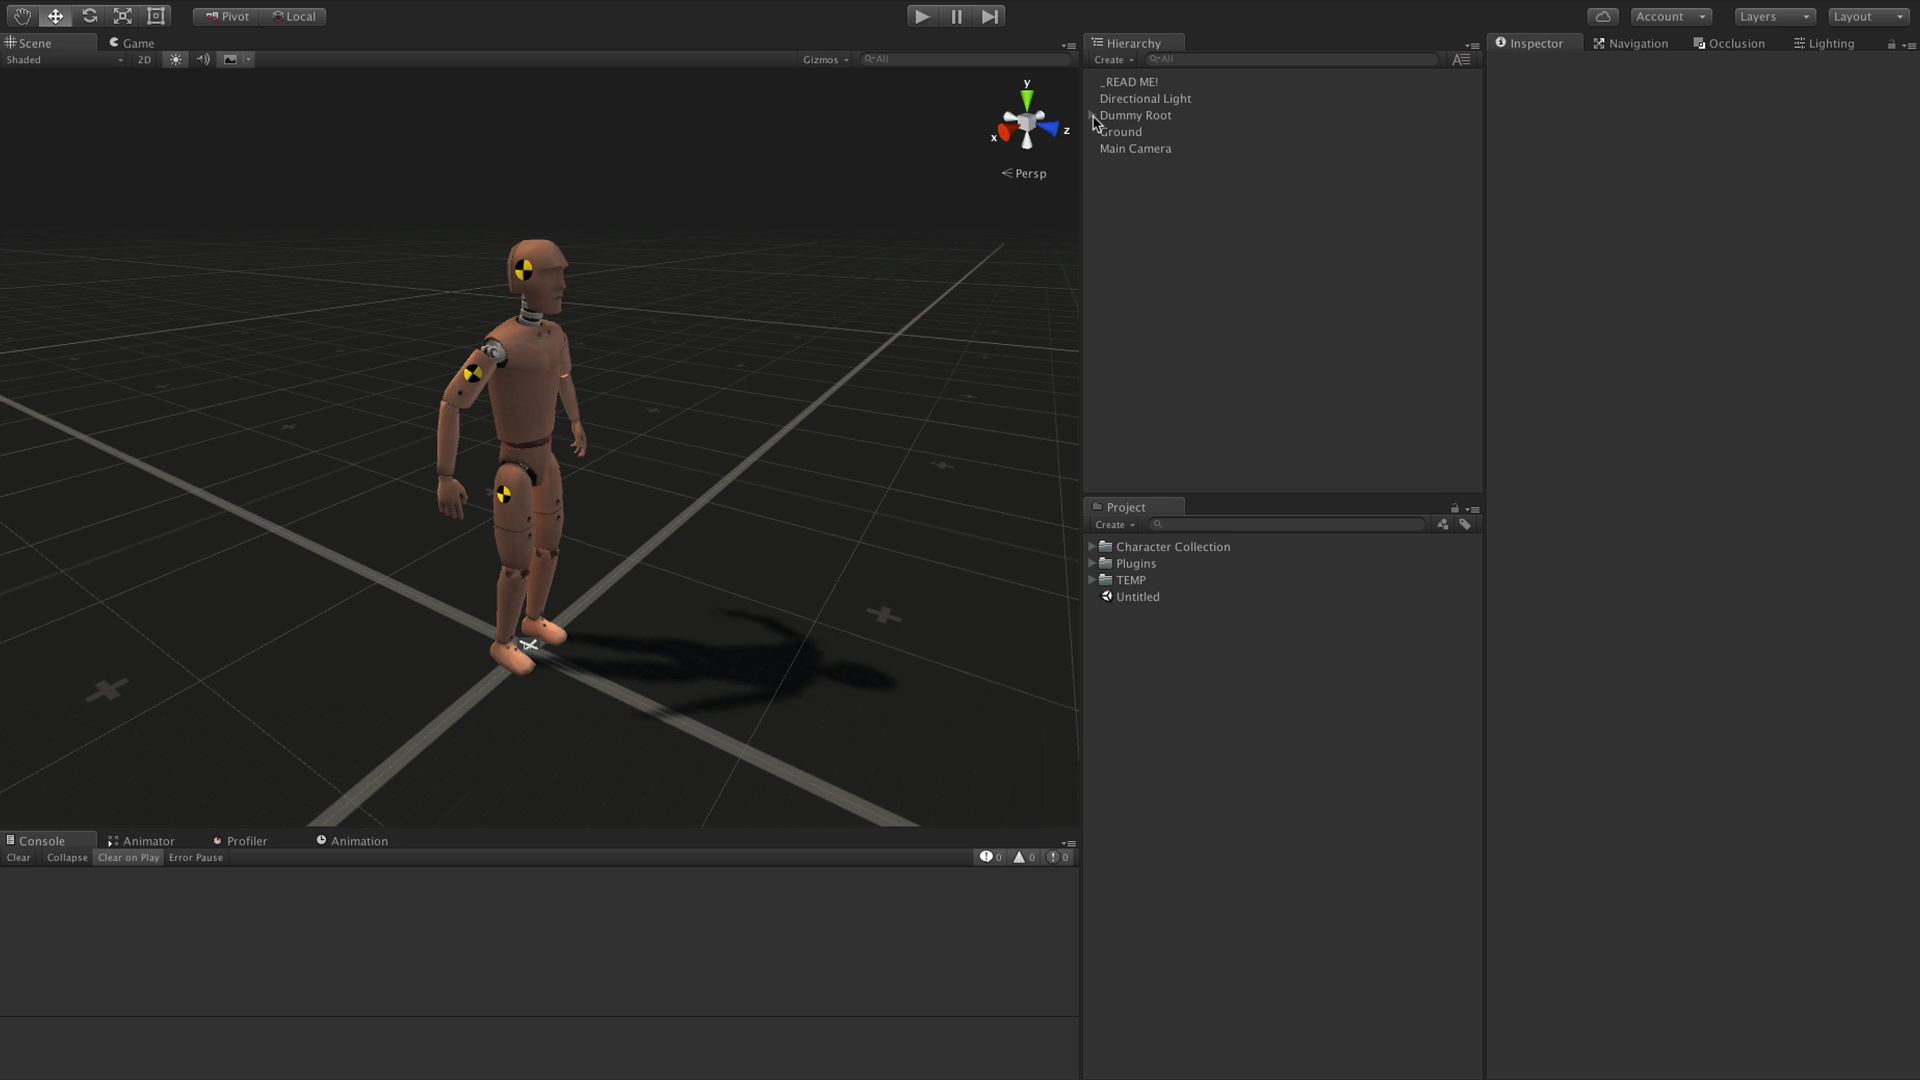 Pivot Local Account Layers Layout
Scene Game
Shaded 2D Gizmos All
y
x z
Persp
Hierarchy
Create All
_READ ME!
Directional Light
Dummy Root
Ground
Main Camera
Project
Create
Character Collection
Plugins
TEMP
Untitled
Inspector Navigation Occlusion Lighting
Console Animator Profiler Animation
Clear Collapse Clear on Play Error Pause 0 0 0